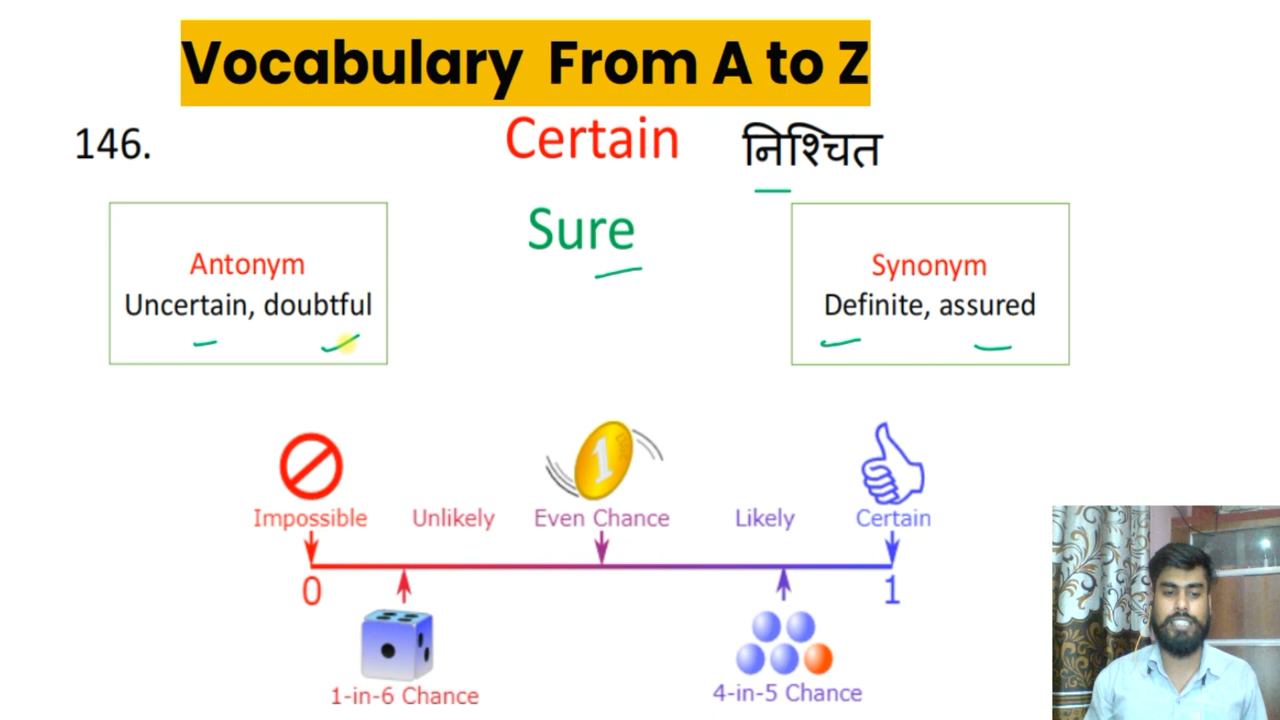 Vocabulary From A to Z
146.
Certain
निश्चित
Sure
Antonym
Uncertain, doubtful
Synonym
Definite, assured
1
Impossible
Unlikely
Even Chance
Likely
Certain
0
1
1-in-6 Chance
4-in-5 Chance